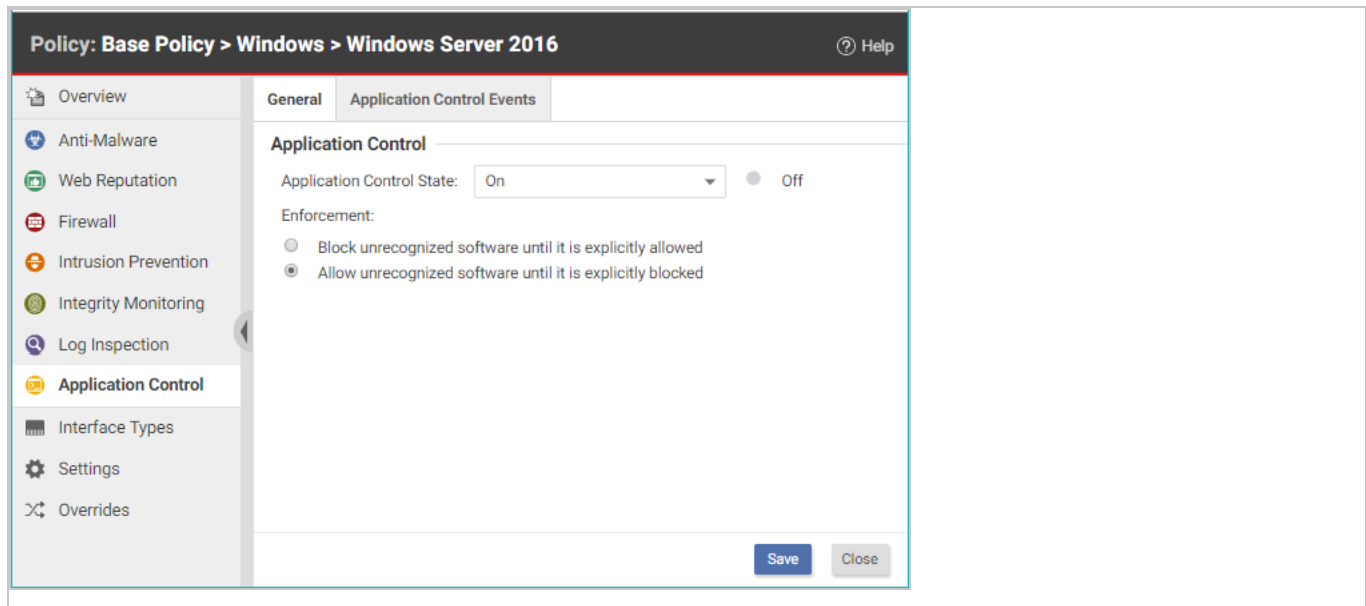 Policy: Base Policy > Windows > Windows Server 2016
Help
Overview
Anti-Malware
Web Reputation
Firewall
Intrusion Prevention
Integrity Monitoring
Log Inspection
Application Control
Interface Types
Settings
Overrides
General Application Control Events
Application Control
Application Control State: On Off
Enforcement:
Block unrecognized software until it is explicitly allowed
Allow unrecognized software until it is explicitly blocked
Save Close